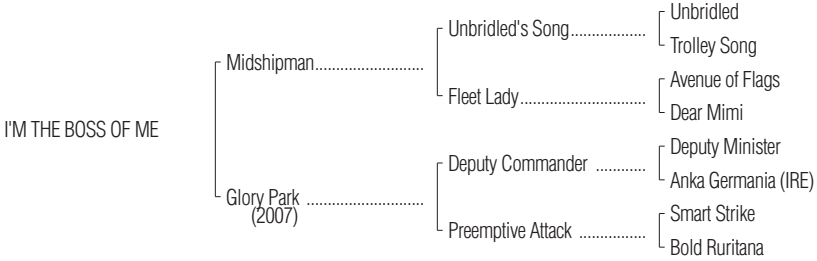 Unbridled
Unbridled's Song..................
Trolley Song
Midshipman..........................
Avenue of Flags
Fleet Lady..............................
Dear Mimi
I'M THE BOSS OF ME
Deputy Minister
Deputy Commander ............
Anka Germania (IRE)
Glory Park ............................
(2007)
Smart Strike
Preemptive Attack ................
Bold Ruritana